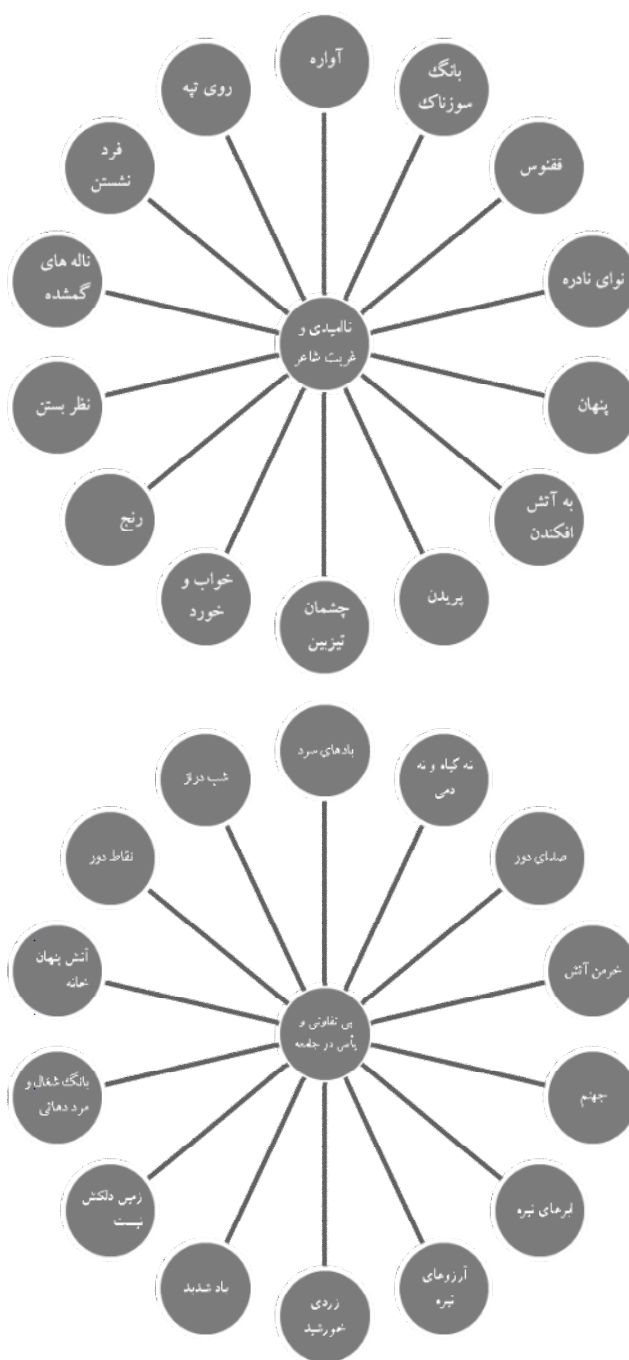 آواره
بانگ
سوزناک
ققنوس
نوای نادره
پنهان
به آتش
افکندن
پریدن
چشمان
تیزبین
خواب و
خورد
رنج
نظر بستن
ناله های
گمشده
فرد
نشستن
روی تپه
ناامیدی و
غربت شاعر
بادهای سرد
نه گیاه و نه
دمی
صدای دور
خرمن آتش
جهنم
ابرهای تیره
آرزوهای
تیره
زردی
خورشید
باد شدید
زمین دلکش
نیست
بانگ شغال و
مرد دهاتی
آتش پنهان
خانه
نقاط دور
شب دراز
بی تفاوتی و
یأس در جامعه